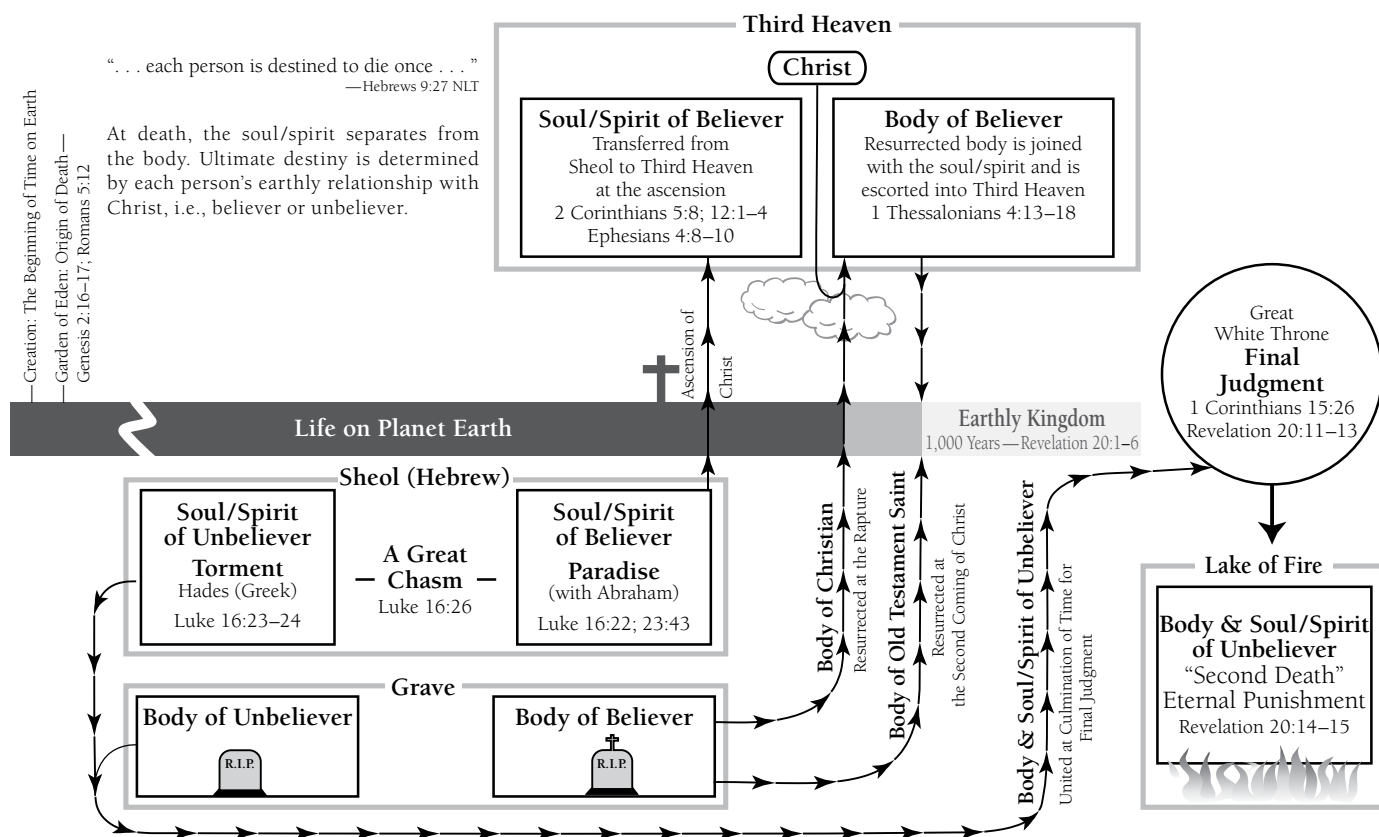 Third Heaven
Christ
“. . . each person is destined to die once . . . ”
—Hebrews 9:27 NLT
At death, the soul/spirit separates from
the body. Ultimate destiny is determined
by each person’s earthly relationship with
Christ, i.e., believer or unbeliever.
—Creation: The Beginning of Time on Earth
—Garden of Eden: Origin of Death—
Genesis 2:16–17; Romans 5:12
Soul/Spirit of Believer
Transferred from
Sheol to Third Heaven
at the ascension
2 Corinthians 5:8; 12:1–4
Ephesians 4:8–10
Body of Believer
Resurrected body is joined
with the soul/spirit and is
escorted into Third Heaven
1 Thessalonians 4:13–18
Ascension of
Christ
Great
White Throne
Final
Judgment
1 Corinthians 15:26
Revelation 20:11–13
Life on Planet Earth
Earthly Kingdom
1,000 Years—Revelation 20:1–6
Sheol (Hebrew)
Soul/Spirit
of Unbeliever
Torment
Hades (Greek)
Luke 16:23–24
A Great
Chasm
Luke 16:26
Soul/Spirit
of Believer
Paradise
(with Abraham)
Luke 16:22; 23:43
Grave
Body of Unbeliever
R.I.P.
Body of Believer
R.I.P.
Body of Christian
Resurrected at the Rapture
Body of Old Testament Saint
Resurrected at
the Second Coming of Christ
Body & Soul/Spirit of Unbeliever
United at Culmination of Time for
Final Judgment
Lake of Fire
Body & Soul/Spirit
of Unbeliever
“Second Death”
Eternal Punishment
Revelation 20:14–15